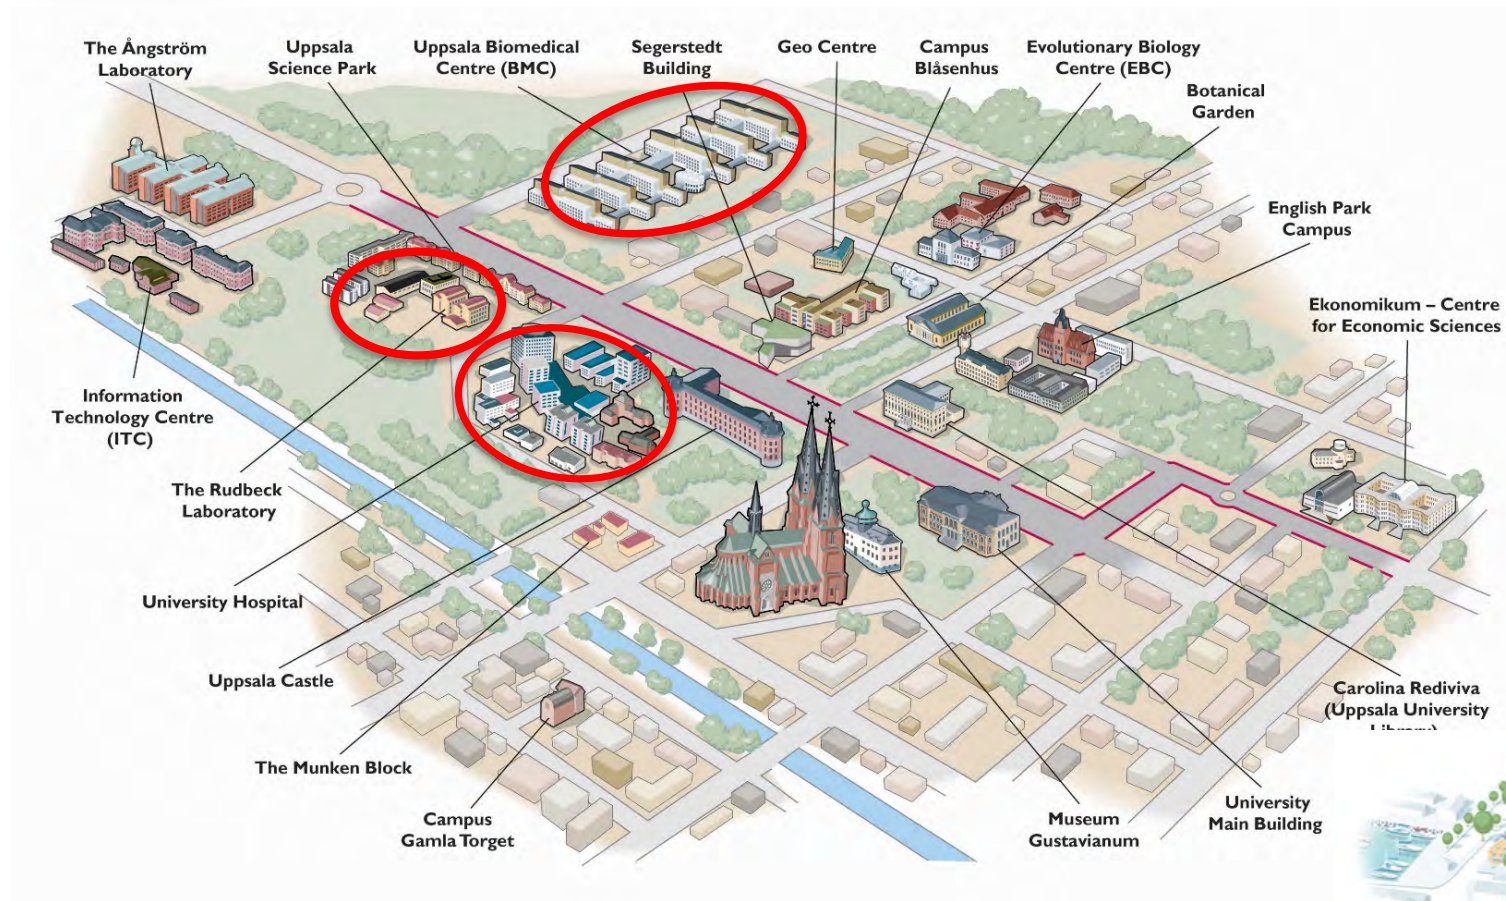 The Ångström
Laboratory
Uppsala
Science Park
Uppsala Biomedical
Centre (BMC)
Segerstedt
Building
Geo Centre
Campus
Blåsenhus
Evolutionary Biology
Centre (EBC)
Botanical
Garden
English Park
Campus
Ekonomikum – Centre
for Economic Sciences
Information
Technology Centre
(ITC)
The Rudbeck
Laboratory
University Hospital
Uppsala Castle
The Munken Block
Campus
Gamla Torget
Museum
Gustavianum
University
Main Building
Carolina Rediviva
(Uppsala University
Library)